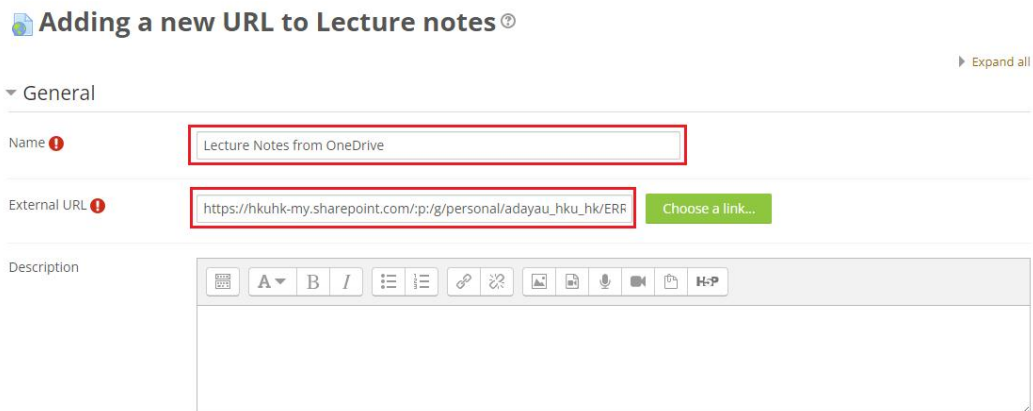 Adding a new URL to Lecture notes
Expand all
General
Name
Lecture Notes from OneDrive
External URL
https://hkuhk-my.sharepoint.com/:p:/g/personal/adayau_hku_hk/ERR
Choose a link...
Description
A B I
H-P